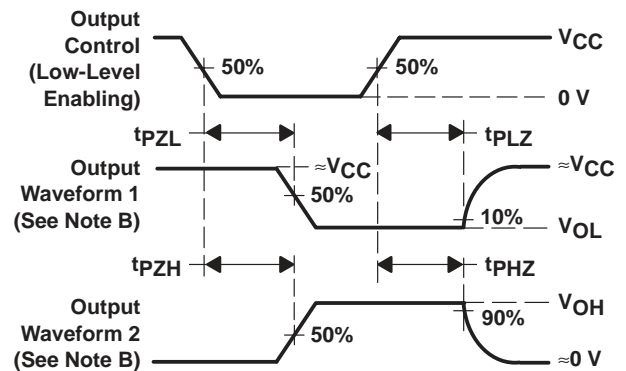 Output
Control
(Low-Level
Enabling)
50%
50%
VCC
0 V
tPZL
tPLZ
Output
Waveform 1
(See Note B)
≈VCC
50%
≈VCC
10%
VOL
tPZH
tPHZ
Output
Waveform 2
(See Note B)
50%
VOH
90%
≈0 V